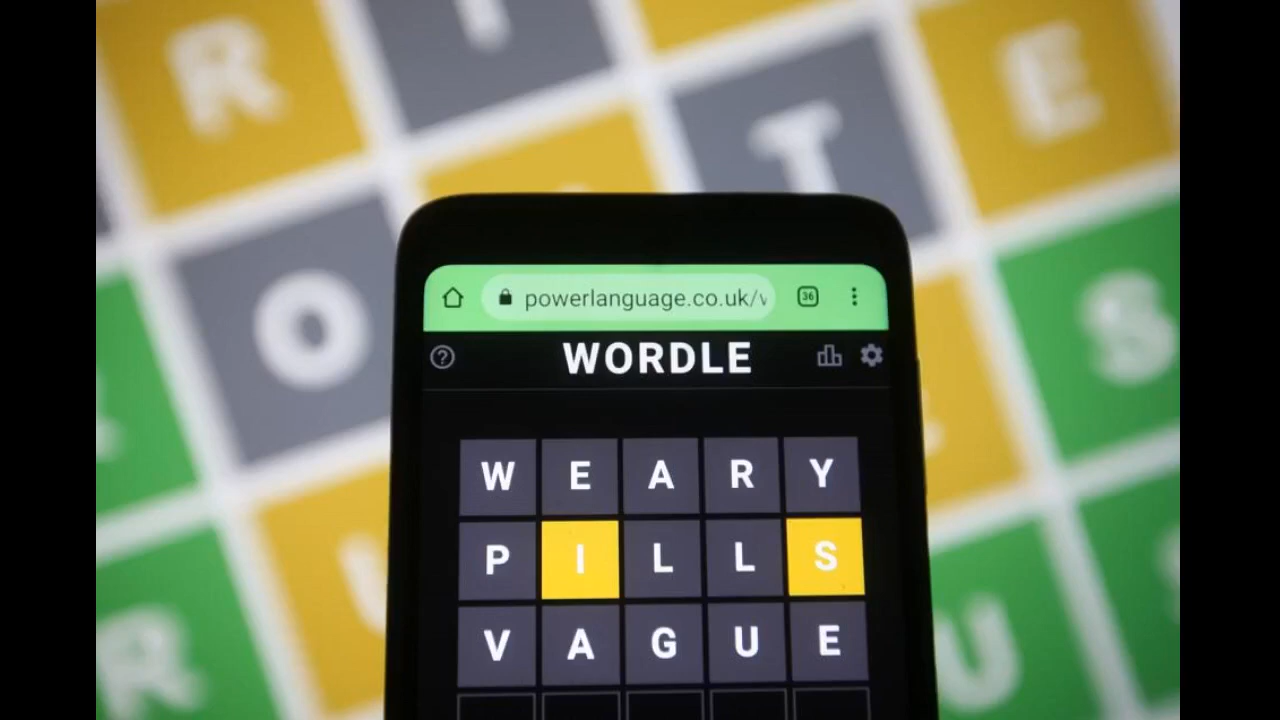 R I E
T
O S
powerlanguage.co.uk/v 36
WORDLE
WEARY
PILLS
VAGUE
R U